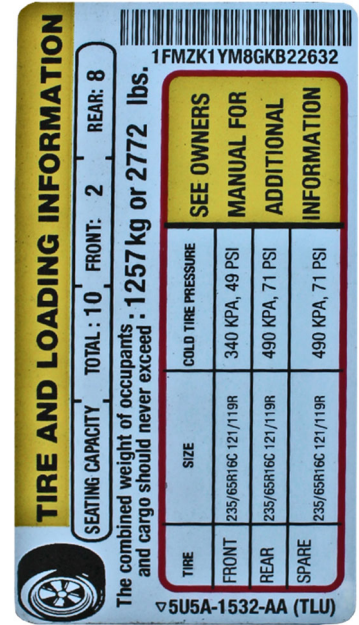 TIRE AND LOADING INFORMATION
SEATING CAPACITY TOTAL : 10 FRONT: 2 REAR: 8
The combined weight of occupants
and cargo should never exceed : 1257 kg or 2772 lbs.
1FMZK1YM8GKB22632
TIRE SIZE COLD TIRE PRESSURE
FRONT 235/65R16C 121/119R 340 KPA, 49 PSI
REAR 235/65R16C 121/119R 490 KPA, 71 PSI
SPARE 235/65R16C 121/119R 490 KPA, 71 PSI
SEE OWNERS
MANUAL FOR
ADDITIONAL
INFORMATION
▽5U5A-1532-AA (TLU)